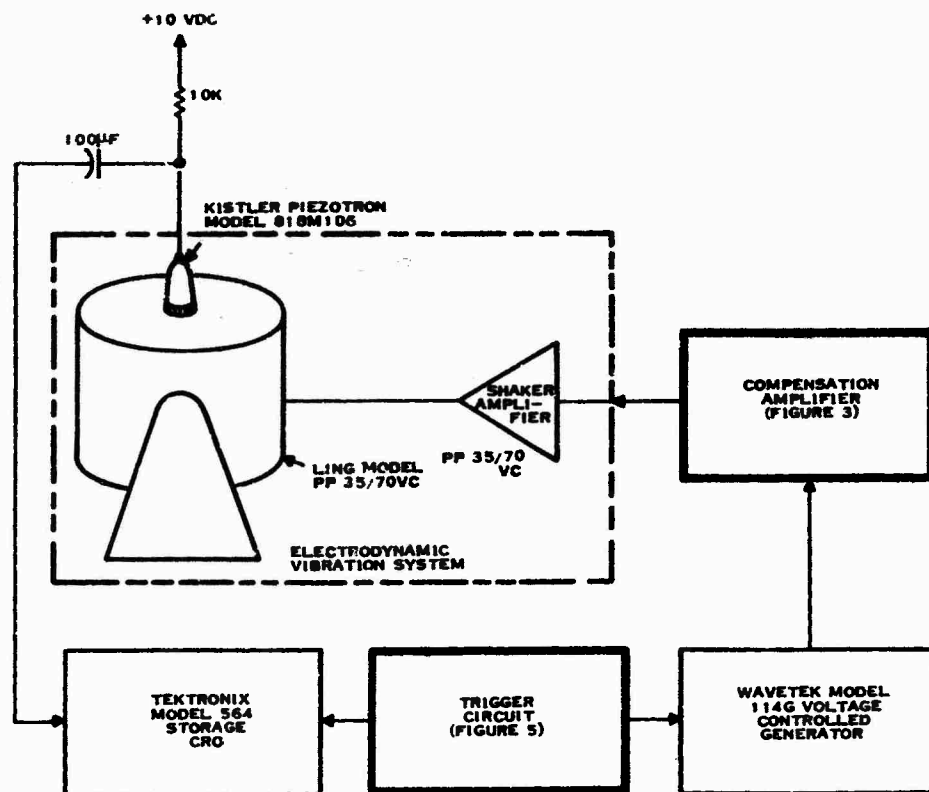 +10 VDC
10K
100µF
KISTLER PIEZOTRON
MODEL 818M106
SHAKER
AMPLI-
FIER
PP 35/70
VC
LING MODEL
PP 35/70VC
ELECTRODYNAMIC
VIBRATION SYSTEM
COMPENSATION
AMPLIFIER
(FIGURE 3)
TEKTRONIX
MODEL 564
STORAGE
CRO
TRIGGER
CIRCUIT
(FIGURE 5)
WAVETEK MODEL
114G VOLTAGE
CONTROLLED
GENERATOR